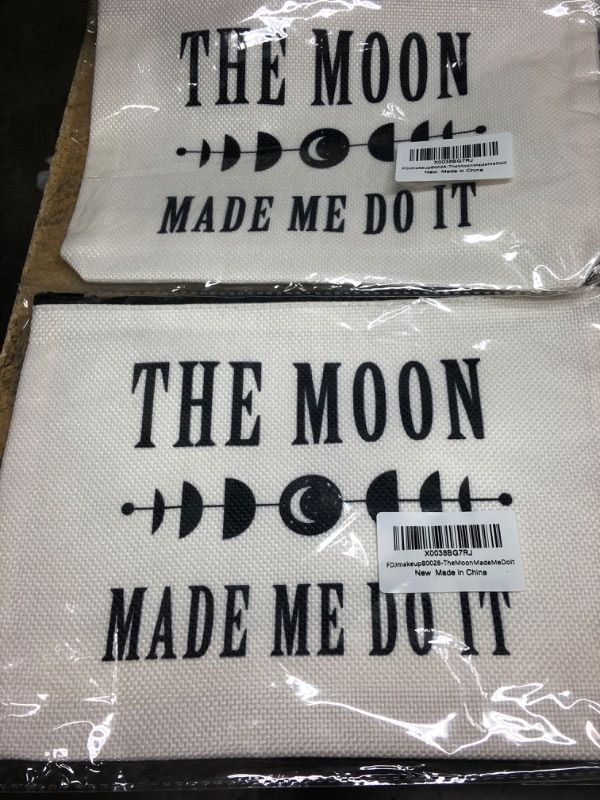 THE MOON
X0038BG7RJ
FDJmakeupB0028-TheMoonMadeMeDoIt
New Made in China
MADE ME DO IT
THE MOON
X0038BG7RJ
FDJmakeupB0028-TheMoonMadeMeDoIt
New Made in China
MADE ME DO IT